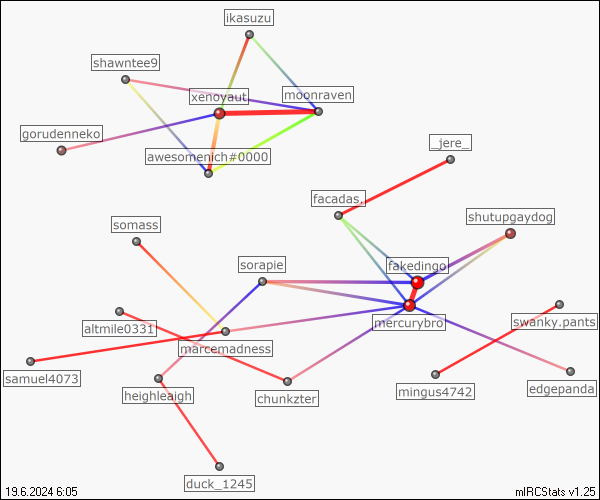 ikasuzu
shawntee9
xenoyaut
moonraven
gorudenneko
_jere_
awesomenich#0000
facadas.
shutupgaydog
somass
sorapie
fakedingo
altmile0331
mercurybro
swanky.pants
marcemadness
samuel4073
heighleaigh
chunkzter
mingus4742
edgepanda
duck_1245
19.6.2024 6:05
mIRCStats v1.25